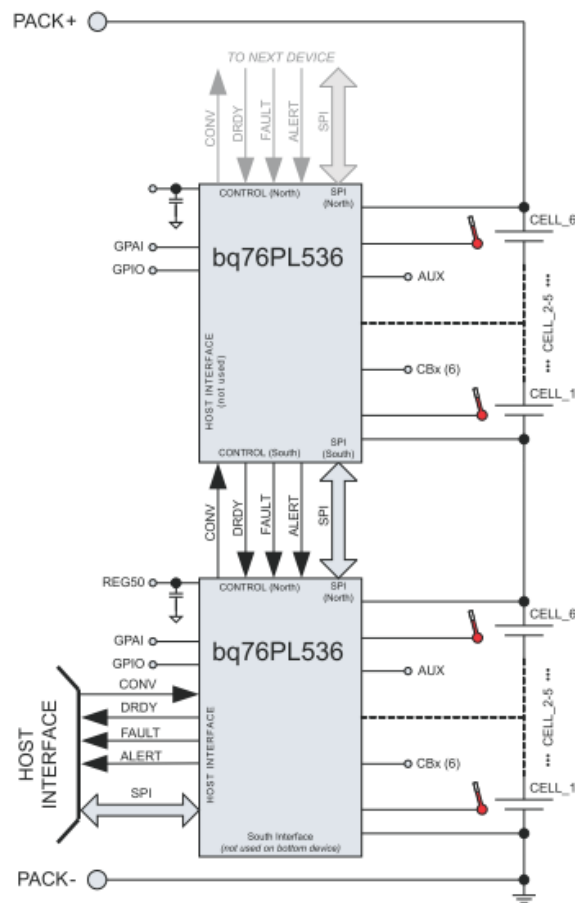 PACK+
TO NEXT DEVICE
CONV
DRDY
FAULT
ALERT
SPI
CONTROL (North)
SPI
(North)
CELL_6
GPAI
GPIO
bq76PL536
AUX
... CELL_2-5 ...
HOST INTERFACE
(not used)
CBx (6)
CELL_1
CONTROL (South)
SPI
(South)
CONV
DRDY
FAULT
ALERT
SPI
REG50
CONTROL (North)
SPI
(North)
CELL_6
GPAI
GPIO
bq76PL536
AUX
... CELL_2-5 ...
CONV
DRDY
FAULT
ALERT
SPI
HOST
INTERFACE
HOST INTERFACE
CBx (6)
CELL_1
South Interface
(not used on bottom device)
PACK-